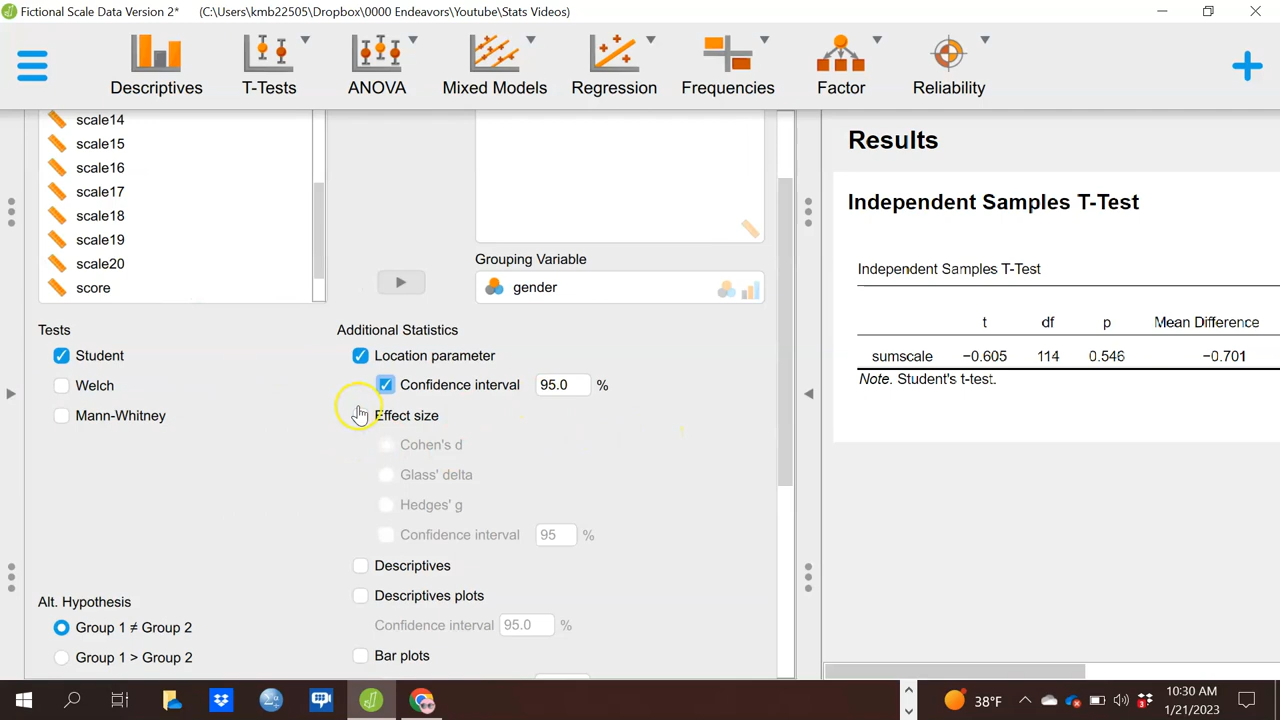 Fictional Scale Data Version 2* (C:\Users\kmb22505\Dropbox\0000 Endeavors\Youtube\Stats Videos)
Descriptives T-Tests ANOVA Mixed Models Regression Frequencies Factor Reliability
scale14
scale15
scale16
scale17
scale18
scale19
scale20
score
Grouping Variable
gender
Tests
Student
Welch
Mann-Whitney
Alt. Hypothesis
Group 1 ≠ Group 2
Group 1 > Group 2
Additional Statistics
Location parameter
Confidence interval 95.0 %
Effect size
Cohen's d
Glass' delta
Hedges' g
Confidence interval 95 %
Descriptives
Descriptives plots
Confidence interval 95.0 %
Bar plots
Results
Independent Samples T-Test
Independent Samples T-Test
t df p Mean Difference
sumscale −0.605 114 0.546 −0.701
Note. Student's t-test.
38°F
10:30 AM
1/21/2023